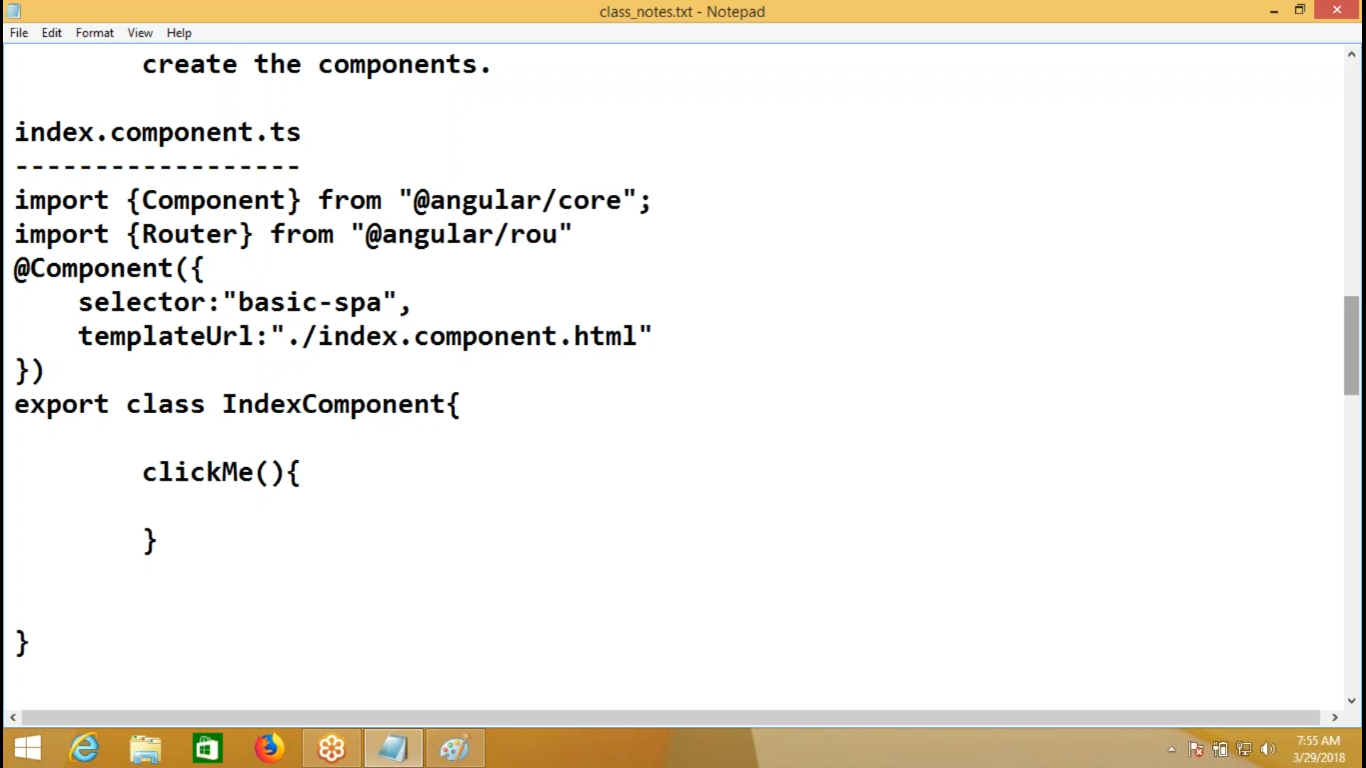 class_notes.txt - Notepad
File Edit Format View Help
create the components.
index.component.ts
------------------
import {Component} from "@angular/core";
import {Router} from "@angular/rou"
@Component({
selector:"basic-spa",
templateUrl:"./index.component.html"
})
export class IndexComponent{
clickMe(){
}
}
7:55 AM
3/29/2018